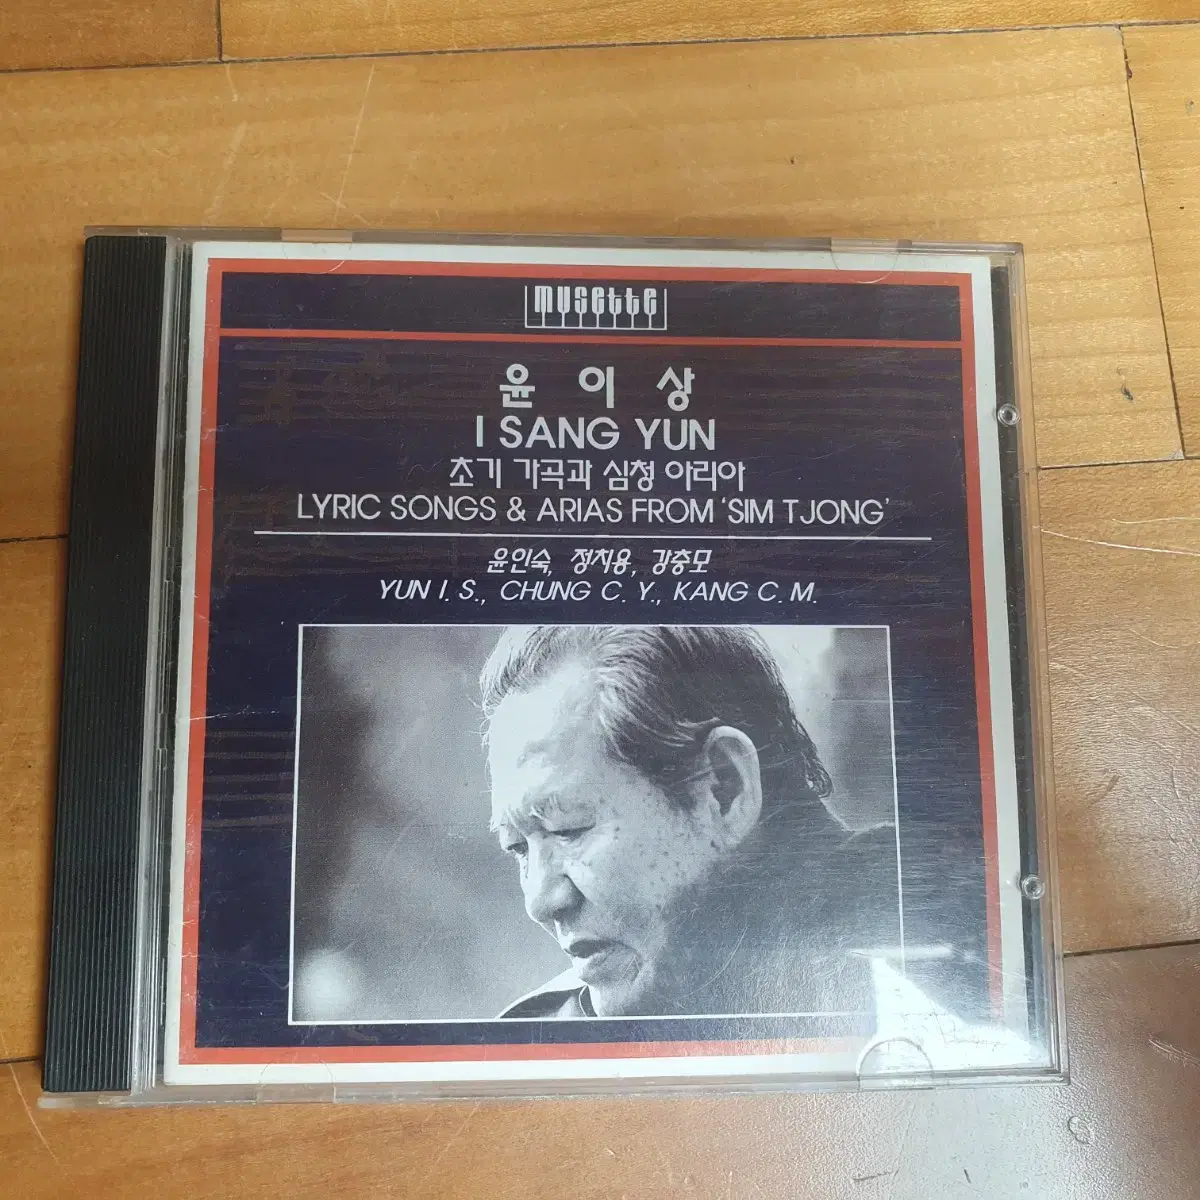 musette
윤 이 상
I SANG YUN
초기 가곡과 심청 아리아
LYRIC SONGS & ARIAS FROM ‘SIM TJONG’
윤인숙, 정치용, 강충모
YUN I. S., CHUNG C. Y., KANG C. M.